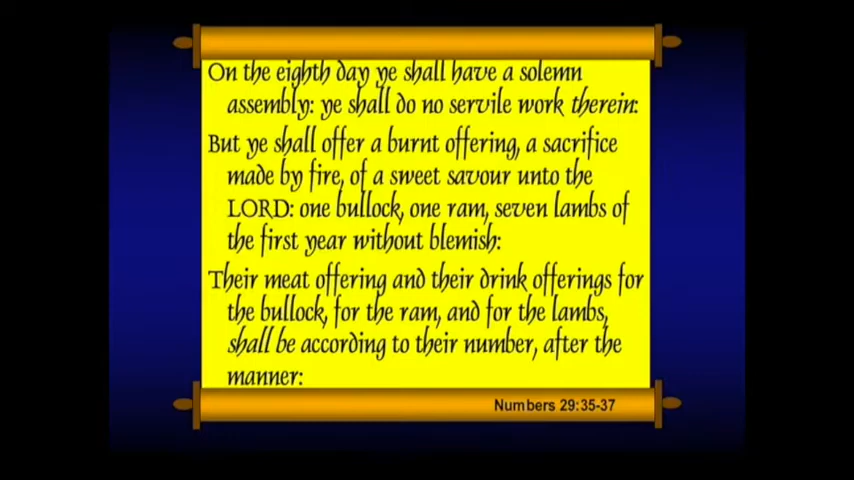 On the eighth day ye shall have a solemn
assembly: ye shall do no servile work therein:
But ye shall offer a burnt offering, a sacrifice
made by fire, of a sweet savour unto the
LORD: one bullock, one ram, seven lambs of
the first year without blemish:
Their meat offering and their drink offerings for
the bullock, for the ram, and for the lambs,
shall be according to their number, after the
manner:
Numbers 29:35-37